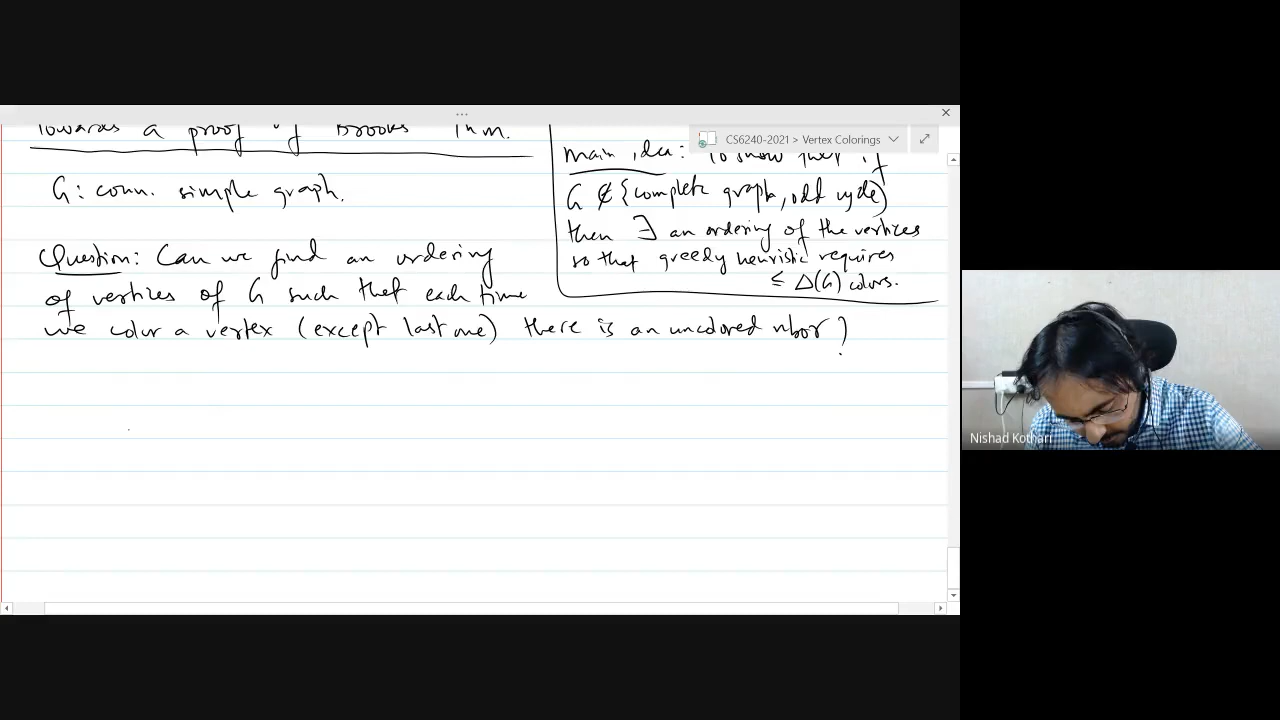 Towards a proof of Brooks' Thm.
G: conn. simple graph.
Question: Can we find an ordering
of vertices of G such that each time
we color a vertex (except last one) there is an uncolored nbor?
CS6240-2021 > Vertex Colorings
main idea: To show that if
G ∉ {complete graph, odd cycle}
then ∃ an ordering of the vertices
so that greedy heuristic requires
≤ Δ(G) colors.
Nishad Kothari